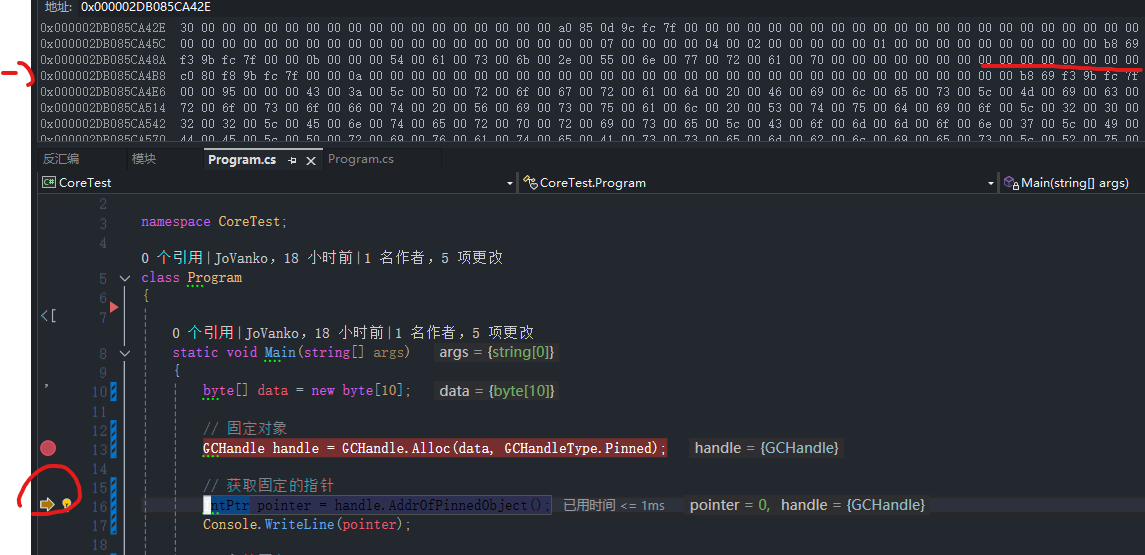 地址: 0x000002DB085CA42E
0x000002DB085CA42E 30 00 00 00 00 00 00 00 00 00 00 00 00 00 00 00 00 00 a0 85 0d 9c fc 7f 00 00 00 00 00 00 00 00 00 00 00 00 00 00 00 00 00 00 00 00 00 00
0x000002DB085CA45C 00 00 00 00 00 00 00 00 00 00 00 00 00 00 00 00 00 00 00 00 00 07 00 00 00 04 00 02 00 00 00 00 00 01 00 00 00 00 00 00 00 00 00 00 b8 69
0x000002DB085CA48A f3 9b fc 7f 00 00 0b 00 00 00 54 00 61 00 73 00 6b 00 2e 00 55 00 6e 00 77 00 72 00 61 00 70 00 00 00 00 00 00 00 00 00 00 00 00 00 00 00
0x000002DB085CA4B8 c0 80 f8 9b fc 7f 00 00 0a 00 00 00 00 00 00 00 00 00 00 00 00 00 00 00 00 00 00 00 00 00 00 00 00 00 00 00 00 00 00 00 b8 69 f3 9b fc 7f
0x000002DB085CA4E6 00 00 95 00 00 00 43 00 3a 00 5c 00 50 00 72 00 6f 00 67 00 72 00 61 00 6d 00 20 00 46 00 69 00 6c 00 65 00 73 00 5c 00 4d 00 69 00 63 00
0x000002DB085CA514 72 00 6f 00 73 00 6f 00 66 00 74 00 20 00 56 00 69 00 73 00 75 00 61 00 6c 00 20 00 53 00 74 00 75 00 64 00 69 00 6f 00 5c 00 32 00 30 00
0x000002DB085CA542 32 00 32 00 5c 00 45 00 6e 00 74 00 65 00 72 00 70 00 72 00 69 00 73 00 65 00 5c 00 43 00 6f 00 6d 00 6d 00 6f 00 6e 00 37 00 5c 00 49 00
反汇编 模块 Program.cs Program.cs
CoreTest CoreTest.Program Main(string[] args)
2
3 namespace CoreTest;
4
0 个引用|JoVanko, 18 小时前|1 名作者, 5 项更改
5 class Program
6 {
7
0 个引用|JoVanko, 18 小时前|1 名作者, 5 项更改
8 static void Main(string[] args) args = {string[0]}
9 {
10 byte[] data = new byte[10]; data = {byte[10]}
11
12 // 固定对象
13 GCHandle handle = GCHandle.Alloc(data, GCHandleType.Pinned); handle = {GCHandle}
14
15 // 获取固定的指针
16 IntPtr pointer = handle.AddrOfPinnedObject(); 已用时间 <= 1ms pointer = 0, handle = {GCHandle}
17 Console.WriteLine(pointer);
18